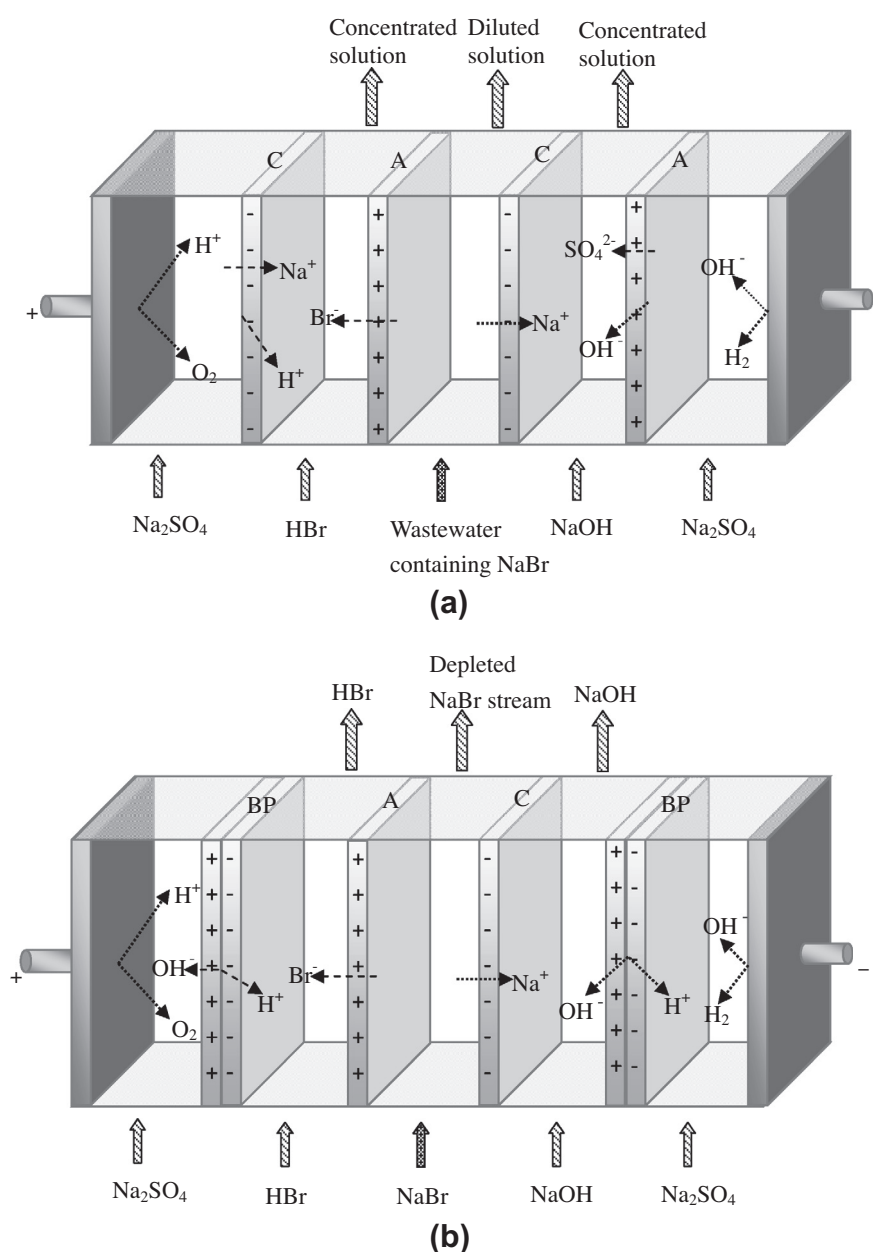 Concentrated solution
Diluted solution
Concentrated solution
C
A
C
A
- - - - - - -
+ + + + + + +
- - - - - - -
+ + + + + + +
H⁺
Na⁺
SO₄²⁻
OH⁻
+
Br⁻
Na⁺
OH⁻
O₂
H⁺
H₂
Na₂SO₄
HBr
Wastewater
containing NaBr
NaOH
Na₂SO₄
(a)
HBr
Depleted
NaBr stream
NaOH
BP
A
C
BP
+ + + + + + +
- - - - - - -
+ + + + + + +
- - - - - - -
+ + + + + + +
- - - - - - -
H⁺
OH⁻
+
OH⁻
H⁺
Br⁻
Na⁺
OH⁻
H⁺
−
O₂
H₂
Na₂SO₄
HBr
NaBr
NaOH
Na₂SO₄
(b)